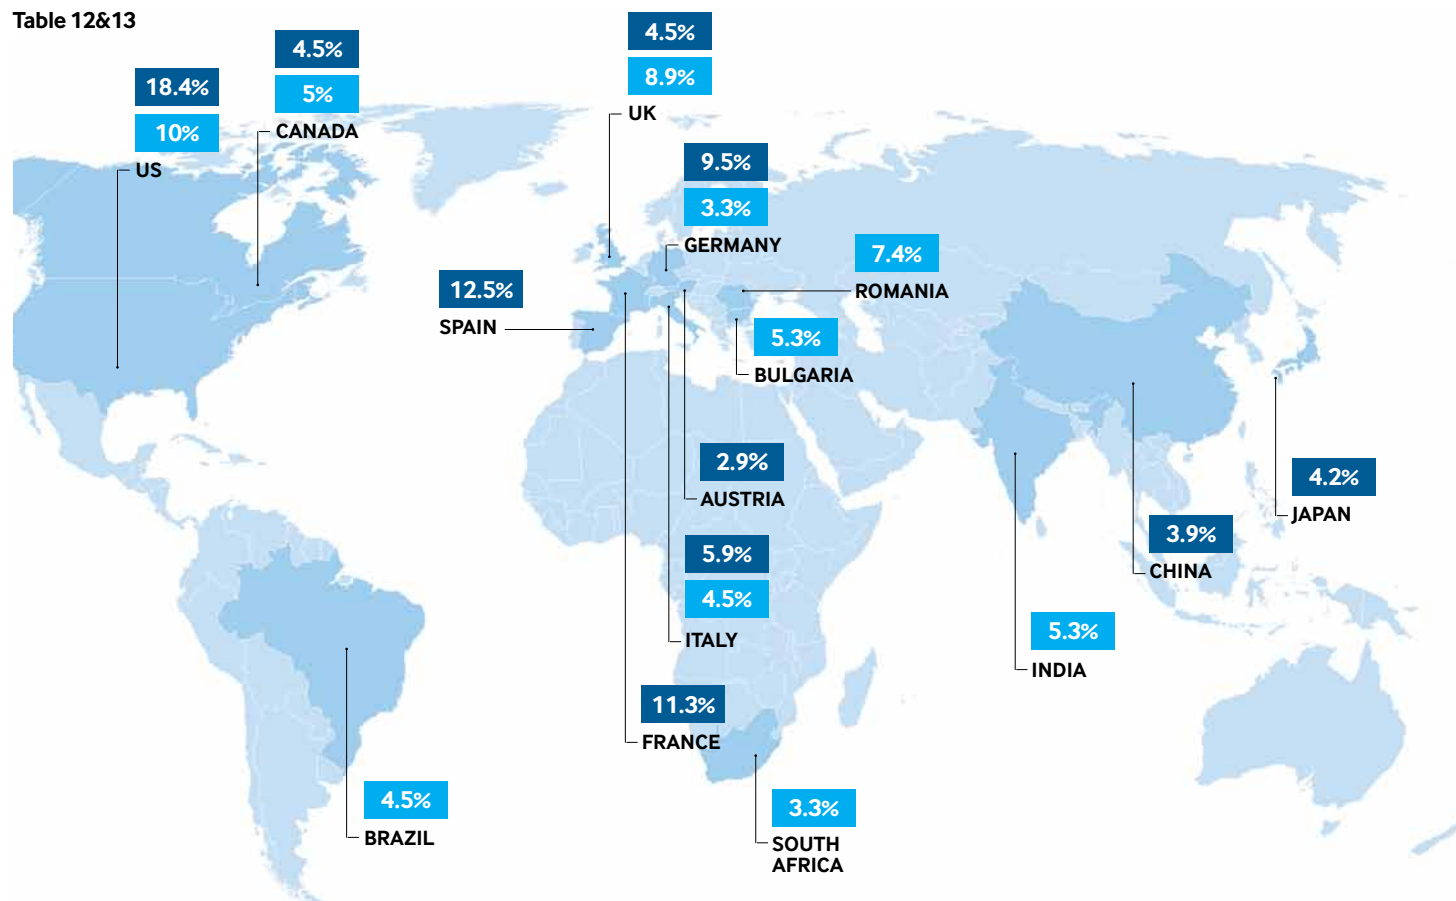 Table 12&13
4.5%
8.9%
UK
4.5%
5%
CANADA
18.4%
10%
US
9.5%
3.3%
GERMANY
7.4%
ROMANIA
12.5%
SPAIN
5.3%
BULGARIA
2.9%
AUSTRIA
4.2%
JAPAN
3.9%
CHINA
5.9%
4.5%
ITALY
5.3%
INDIA
11.3%
FRANCE
4.5%
BRAZIL
3.3%
SOUTH
AFRICA